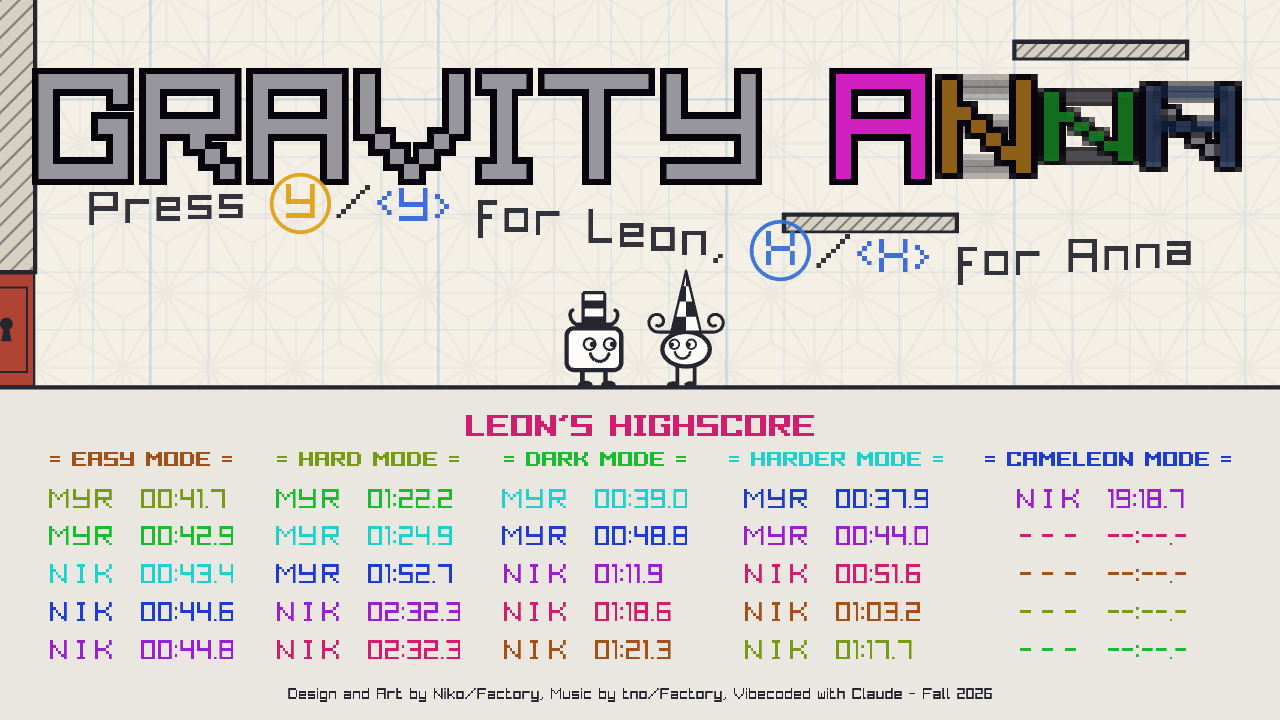 GRAVITY ANNA
Press Y/<Y> for Leon, X/<X> for Anna
LEON'S HIGHSCORE
= EASY MODE = = HARD MODE = = DARK MODE = = HARDER MODE = = CAMELEON MODE =
MYR 00:41.7 MYR 01:22.2 MYR 00:39.0 MYR 00:37.9 NIK 19:18.7
MYR 00:42.9 MYR 01:24.9 MYR 00:48.8 MYR 00:44.0 - - - --:--.-
NIK 00:43.4 MYR 01:52.7 NIK 01:11.9 NIK 00:51.6 - - - --:--.-
NIK 00:44.6 NIK 02:32.3 NIK 01:18.6 NIK 01:03.2 - - - --:--.-
NIK 00:44.8 NIK 02:32.3 NIK 01:21.3 NIK 01:17.7 - - - --:--.-
Design and Art by Niko/Factory, Music by tno/Factory, Vibecoded with Claude - Fall 2026